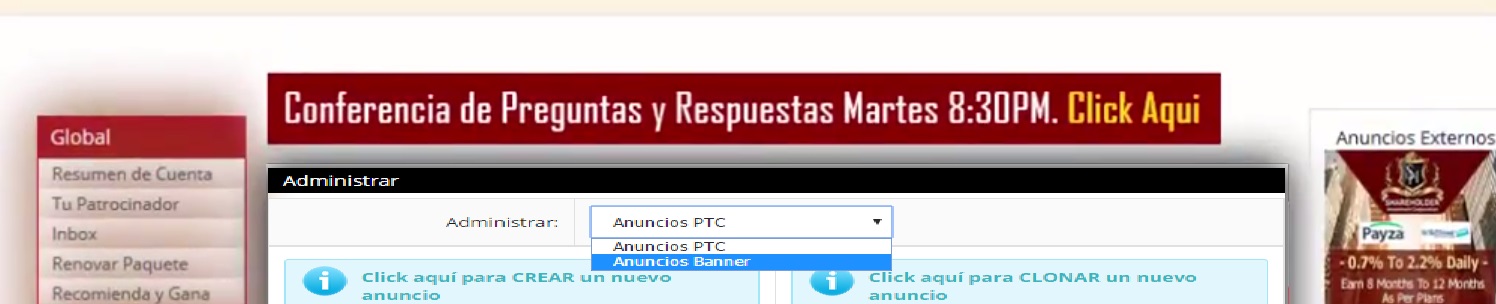 Conferencia de Preguntas y Respuestas Martes 8:30PM. Click Aqui
Global
Resumen de Cuenta
Tu Patrocinador
Inbox
Renovar Paquete
Recomienda y Gana
Administrar
Administrar:
Anuncios PTC
Anuncios PTC
Anuncios Banner
Click aquí para CREAR un nuevo
anuncio
Click aquí para CLONAR un nuevo
anuncio
Anuncios Externos
SHAREHOLDER
Payza
- 0.7% To 2.2% Daily -
Earn 8 Months To 12 Months
As Per Plans